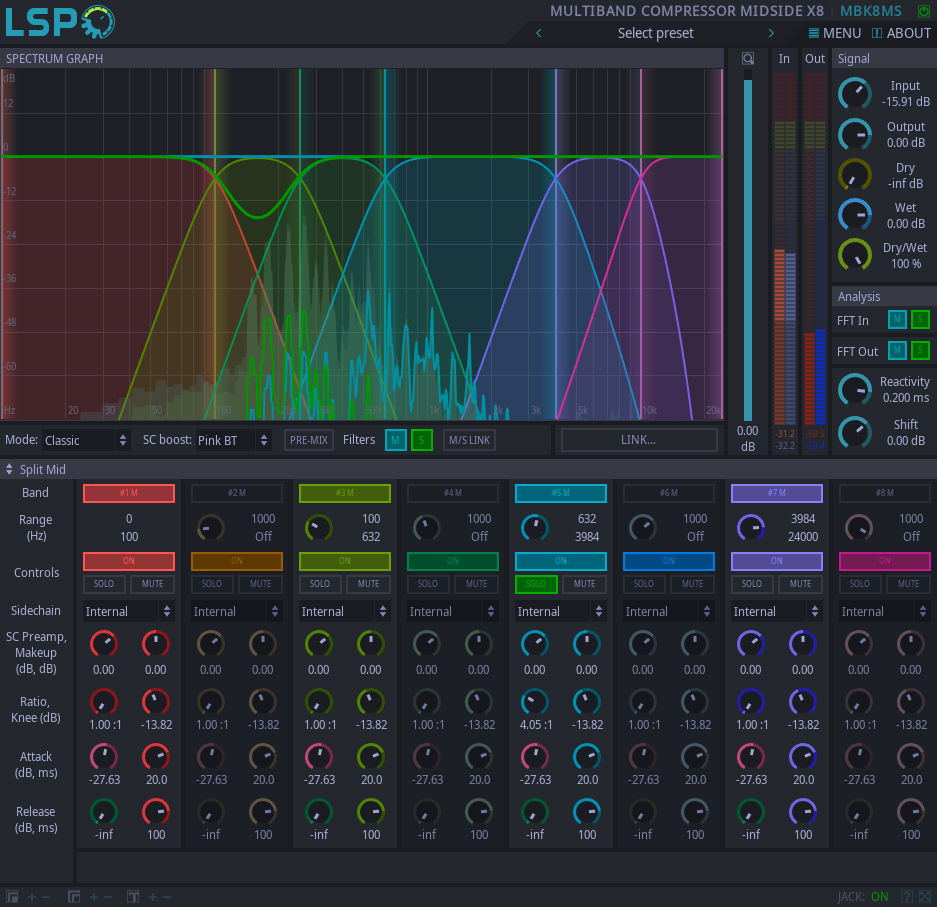 LSP
MULTIBAND COMPRESSOR MIDSIDE X8 MBK8MS
Select preset
MENU ABOUT
SPECTRUM GRAPH
In Out
Signal
dB
12
0
-12
-24
-36
-48
-60
Hz 20 30 50 100 500 1k 2k 3k 5k 10k 20k
Input
-15.91 dB
Output
0.00 dB
Dry
-inf dB
Wet
0.00 dB
Dry/Wet
100 %
Analysis
FFT In M S
FFT Out M S
Reactivity
0.200 ms
Shift
0.00 dB
0.00
dB
-31.2
-32.2
-50.5
Mode: Classic SC boost: Pink BT PRE-MIX Filters M S M/S LINK LINK...
Split Mid
Band #1 M #2 M #3 M #4 M #5 M #6 M #7 M #8 M
Range
(Hz)
0 1000 100 1000 632 1000 3984 1000
100 Off 632 Off 3984 Off 24000 Off
Controls
ON ON ON ON ON ON ON ON
SOLO MUTE SOLO MUTE SOLO MUTE SOLO MUTE SOLO MUTE SOLO MUTE SOLO MUTE SOLO MUTE
Sidechain Internal Internal Internal Internal Internal Internal Internal Internal
SC Preamp,
Makeup
(dB, dB)
0.00 0.00 0.00 0.00 0.00 0.00 0.00 0.00 0.00 0.00 0.00 0.00 0.00 0.00 0.00 0.00
Ratio,
Knee (dB)
1.00 :1 -13.82 1.00 :1 -13.82 1.00 :1 -13.82 1.00 :1 -13.82 4.05 :1 -13.82 1.00 :1 -13.82 1.00 :1 -13.82 1.00 :1 -13.82
Attack
(dB, ms)
-27.63 20.0 -27.63 20.0 -27.63 20.0 -27.63 20.0 -27.63 20.0 -27.63 20.0 -27.63 20.0 -27.63 20.0
Release
(dB, ms)
-inf 100 -inf 100 -inf 100 -inf 100 -inf 100 -inf 100 -inf 100 -inf 100
JACK: ON